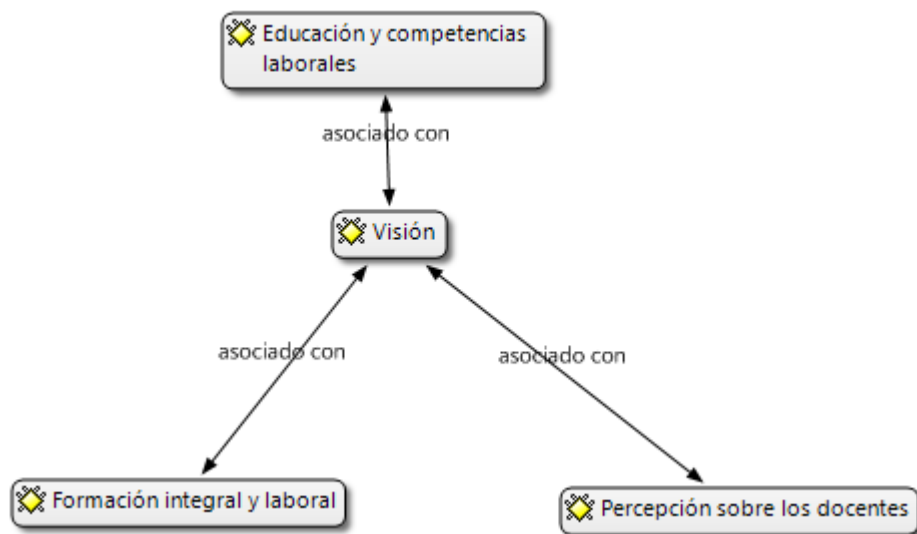 Educación y competencias
laborales
asociado con
Visión
asociado con
asociado con
Formación integral y laboral
Percepción sobre los docentes